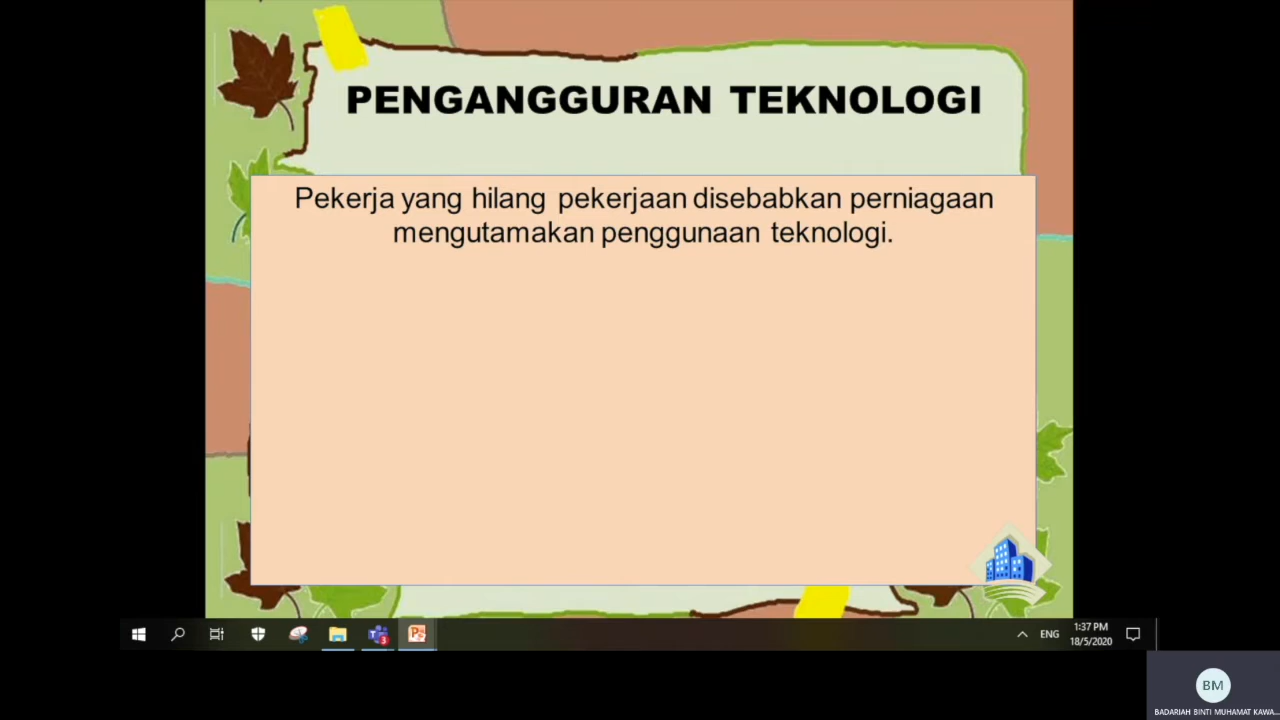 PENGANGGURAN TEKNOLOGI
Pekerja yang hilang pekerjaan disebabkan perniagaan
mengutamakan penggunaan teknologi.
3
ENG
1:37 PM
18/5/2020
BM
BADARIAH BINTI MUHAMAT KAWA...